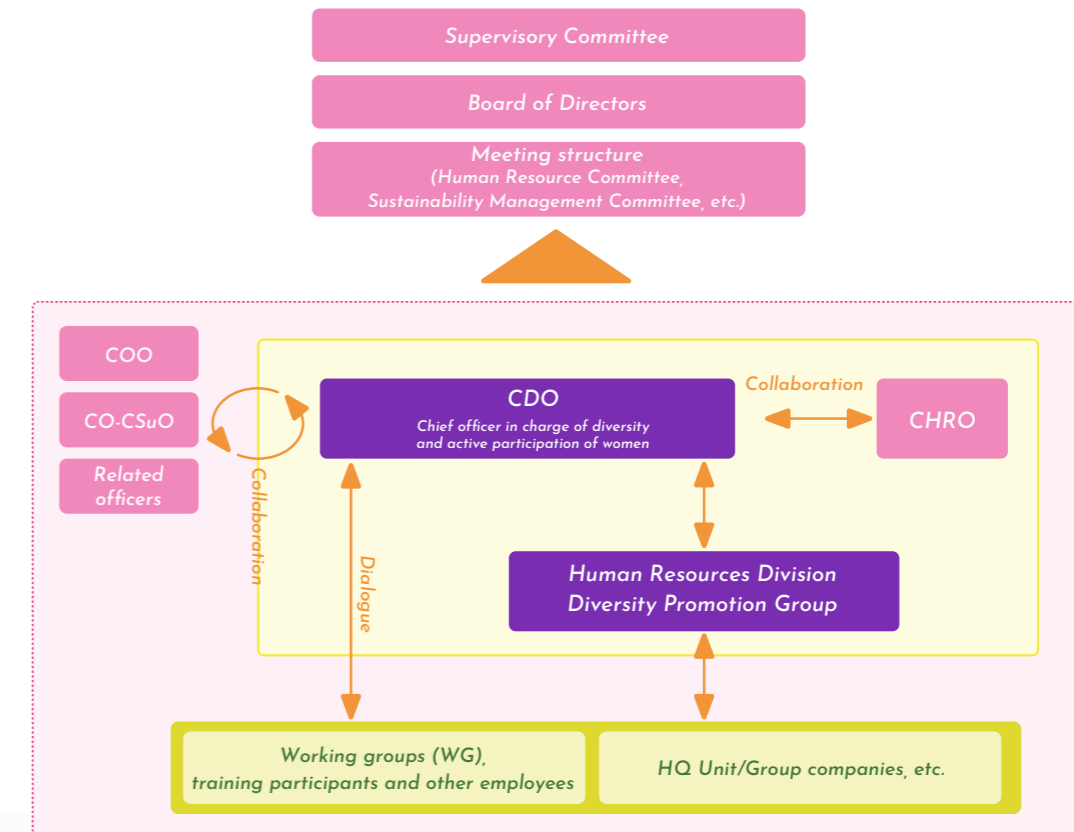 Supervisory Committee
Board of Directors
Meeting structure
(Human Resource Committee,
Sustainability Management Committee, etc.)
COO
CO-CSuO
Related
officers
Collaboration
CDO
Chief officer in charge of diversity
and active participation of women
Collaboration
CHRO
Dialogue
Human Resources Division
Diversity Promotion Group
Working groups (WG),
training participants and other employees
HQ Unit/Group companies, etc.